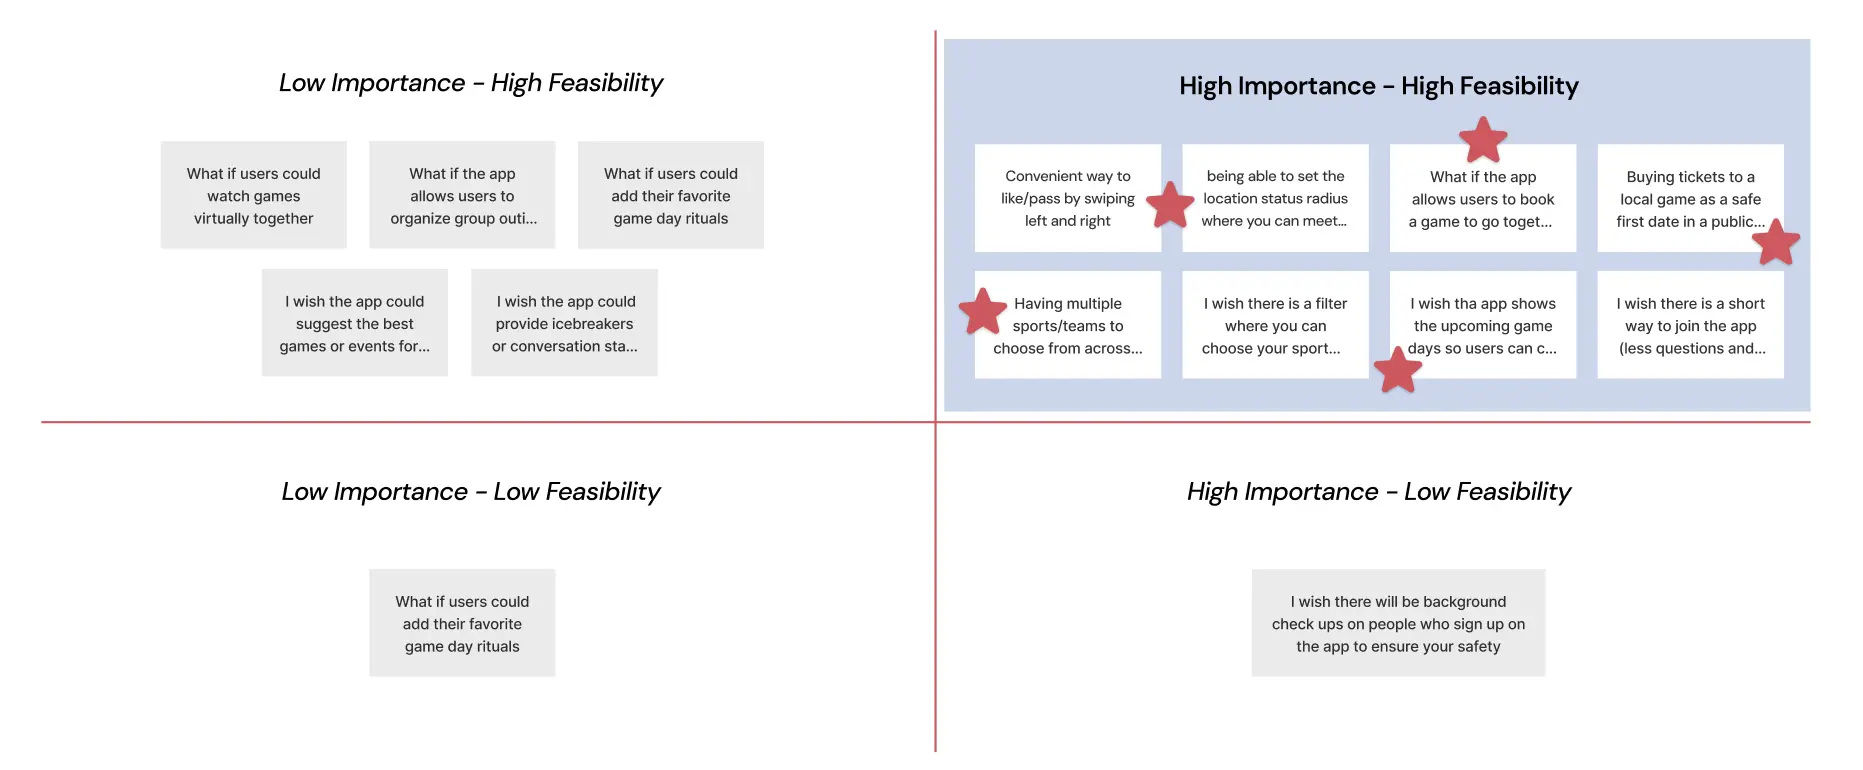 Low Importance - High Feasibility
What if users could
watch games
virtually together
What if the app
allows users to
organize group outi...
What if users could
add their favorite
game day rituals
I wish the app could
suggest the best
games or events for...
I wish the app could
provide icebreakers
or conversation sta...
High Importance - High Feasibility
Convenient way to
like/pass by swiping
left and right
being able to set the
location status radius
where you can meet...
What if the app
allows users to book
a game to go toget...
Buying tickets to a
local game as a safe
first date in a public...
Having multiple
sports/teams to
choose from across...
I wish there is a filter
where you can
choose your sport...
I wish tha app shows
the upcoming game
days so users can c...
I wish there is a short
way to join the app
(less questions and...
Low Importance - Low Feasibility
What if users could
add their favorite
game day rituals
High Importance - Low Feasibility
I wish there will be background
check ups on people who sign up on
the app to ensure your safety